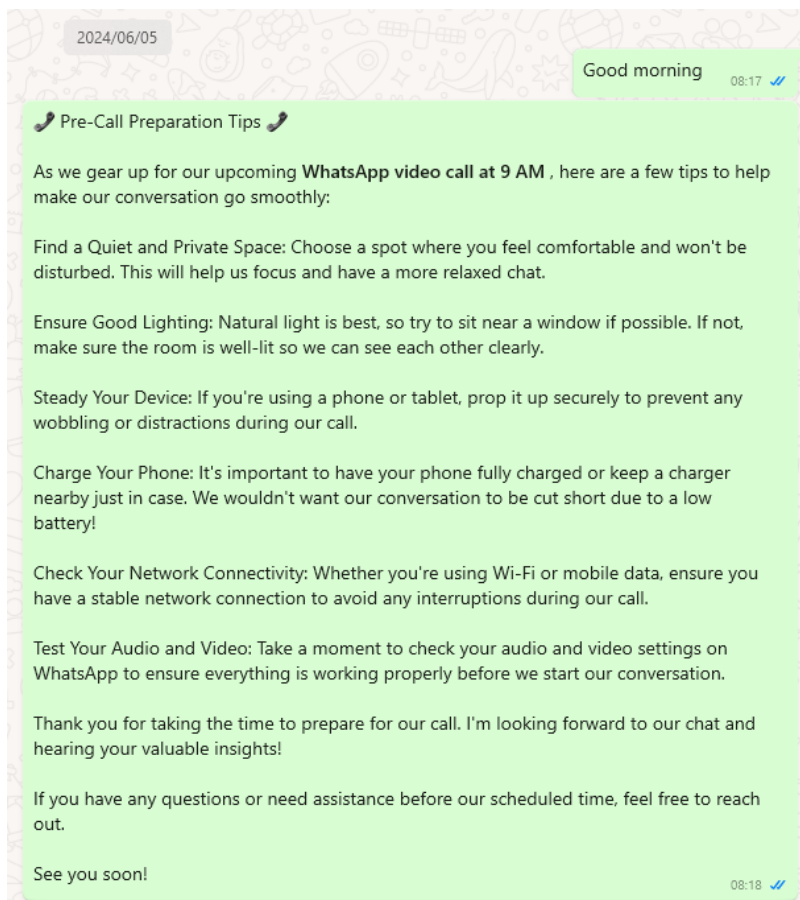 2024/06/05
Good morning
08:17
Pre-Call Preparation Tips
As we gear up for our upcoming WhatsApp video call at 9 AM , here are a few tips to help
make our conversation go smoothly:
Find a Quiet and Private Space: Choose a spot where you feel comfortable and won't be
disturbed. This will help us focus and have a more relaxed chat.
Ensure Good Lighting: Natural light is best, so try to sit near a window if possible. If not,
make sure the room is well-lit so we can see each other clearly.
Steady Your Device: If you're using a phone or tablet, prop it up securely to prevent any
wobbling or distractions during our call.
Charge Your Phone: It's important to have your phone fully charged or keep a charger
nearby just in case. We wouldn't want our conversation to be cut short due to a low
battery!
Check Your Network Connectivity: Whether you're using Wi-Fi or mobile data, ensure you
have a stable network connection to avoid any interruptions during our call.
Test Your Audio and Video: Take a moment to check your audio and video settings on
WhatsApp to ensure everything is working properly before we start our conversation.
Thank you for taking the time to prepare for our call. I'm looking forward to our chat and
hearing your valuable insights!
If you have any questions or need assistance before our scheduled time, feel free to reach
out.
See you soon!
08:18